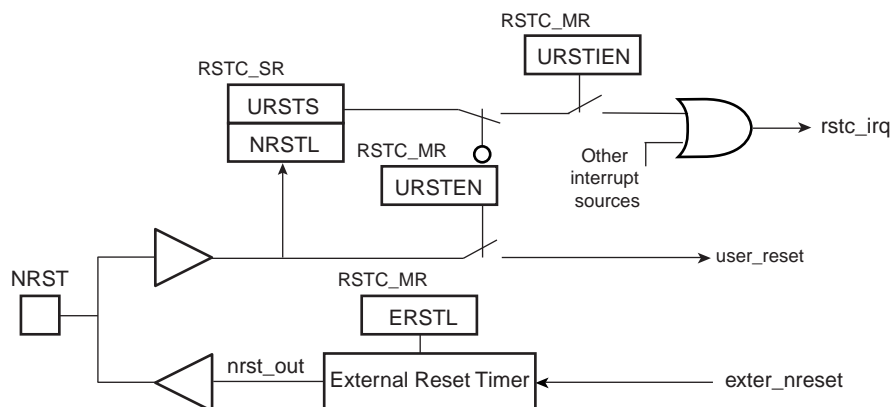 RSTC_MR
URSTIEN
RSTC_SR
URSTS
NRSTL
rstc_irq
RSTC_MR
URSTEN
Other
interrupt
sources
user_reset
NRST
RSTC_MR
ERSTL
nrst_out
External Reset Timer
exter_nreset